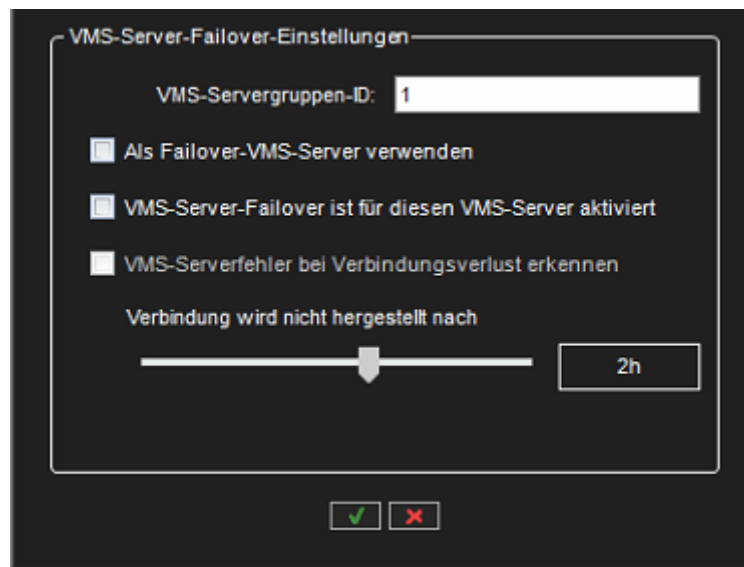 VMS-Server-Failover-Einstellungen
VMS-Servergruppen-ID: 1
Als Failover-VMS-Server verwenden
VMS-Server-Failover ist für diesen VMS-Server aktiviert
VMS-Serverfehler bei Verbindungsverlust erkennen
Verbindung wird nicht hergestellt nach
2h